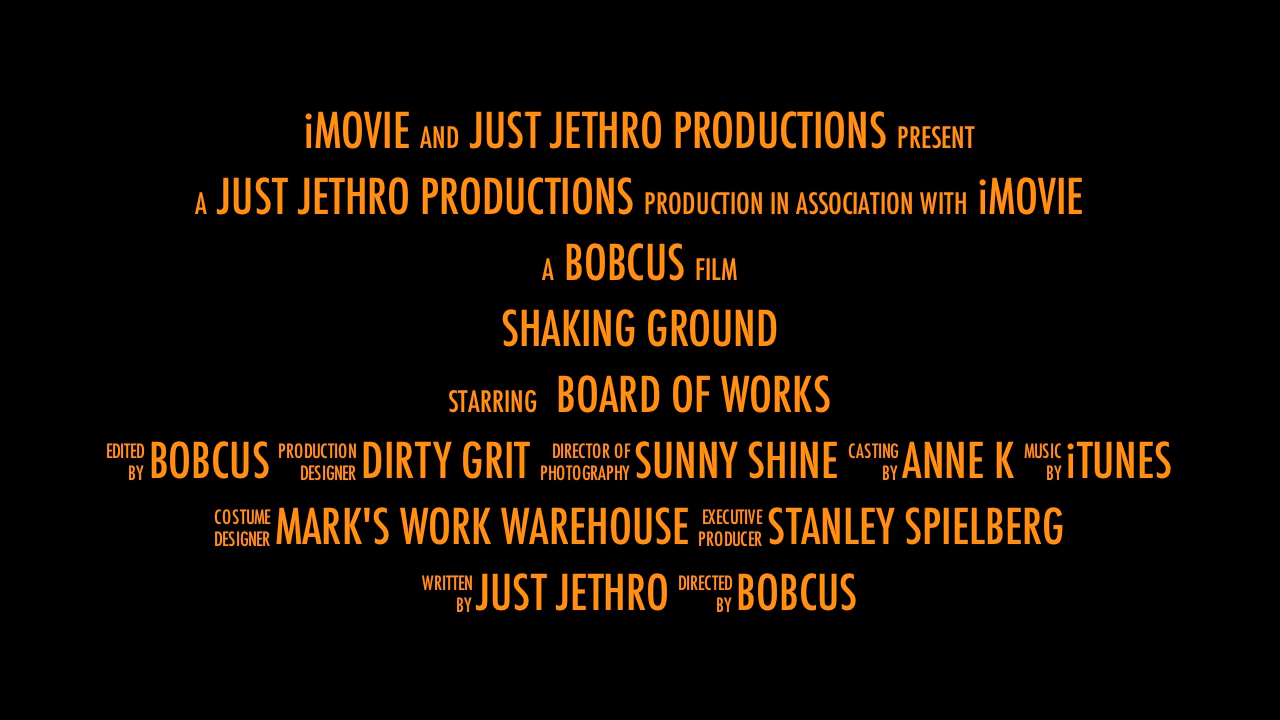 iMOVIE AND JUST JETHRO PRODUCTIONS PRESENT
A JUST JETHRO PRODUCTIONS PRODUCTION IN ASSOCIATION WITH iMOVIE
A BOBCUS FILM
SHAKING GROUND
STARRING BOARD OF WORKS
EDITED BY BOBCUS PRODUCTION DESIGNER DIRTY GRIT DIRECTOR OF PHOTOGRAPHY SUNNY SHINE CASTING BY ANNE K MUSIC BY iTUNES
COSTUME DESIGNER MARK'S WORK WAREHOUSE EXECUTIVE PRODUCER STANLEY SPIELBERG
WRITTEN BY JUST JETHRO DIRECTED BY BOBCUS